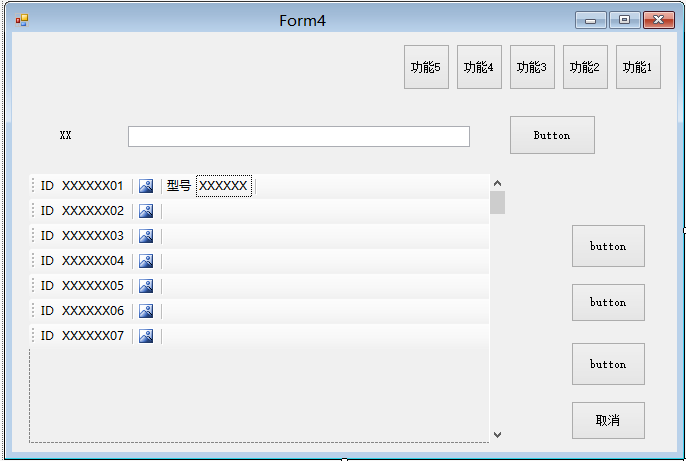 Form4
功能5 功能4 功能3 功能2 功能1
XX Button
ID XXXXXX01 型号 XXXXXX
ID XXXXXX02
ID XXXXXX03
ID XXXXXX04
ID XXXXXX05
ID XXXXXX06
ID XXXXXX07
button
button
button
取消